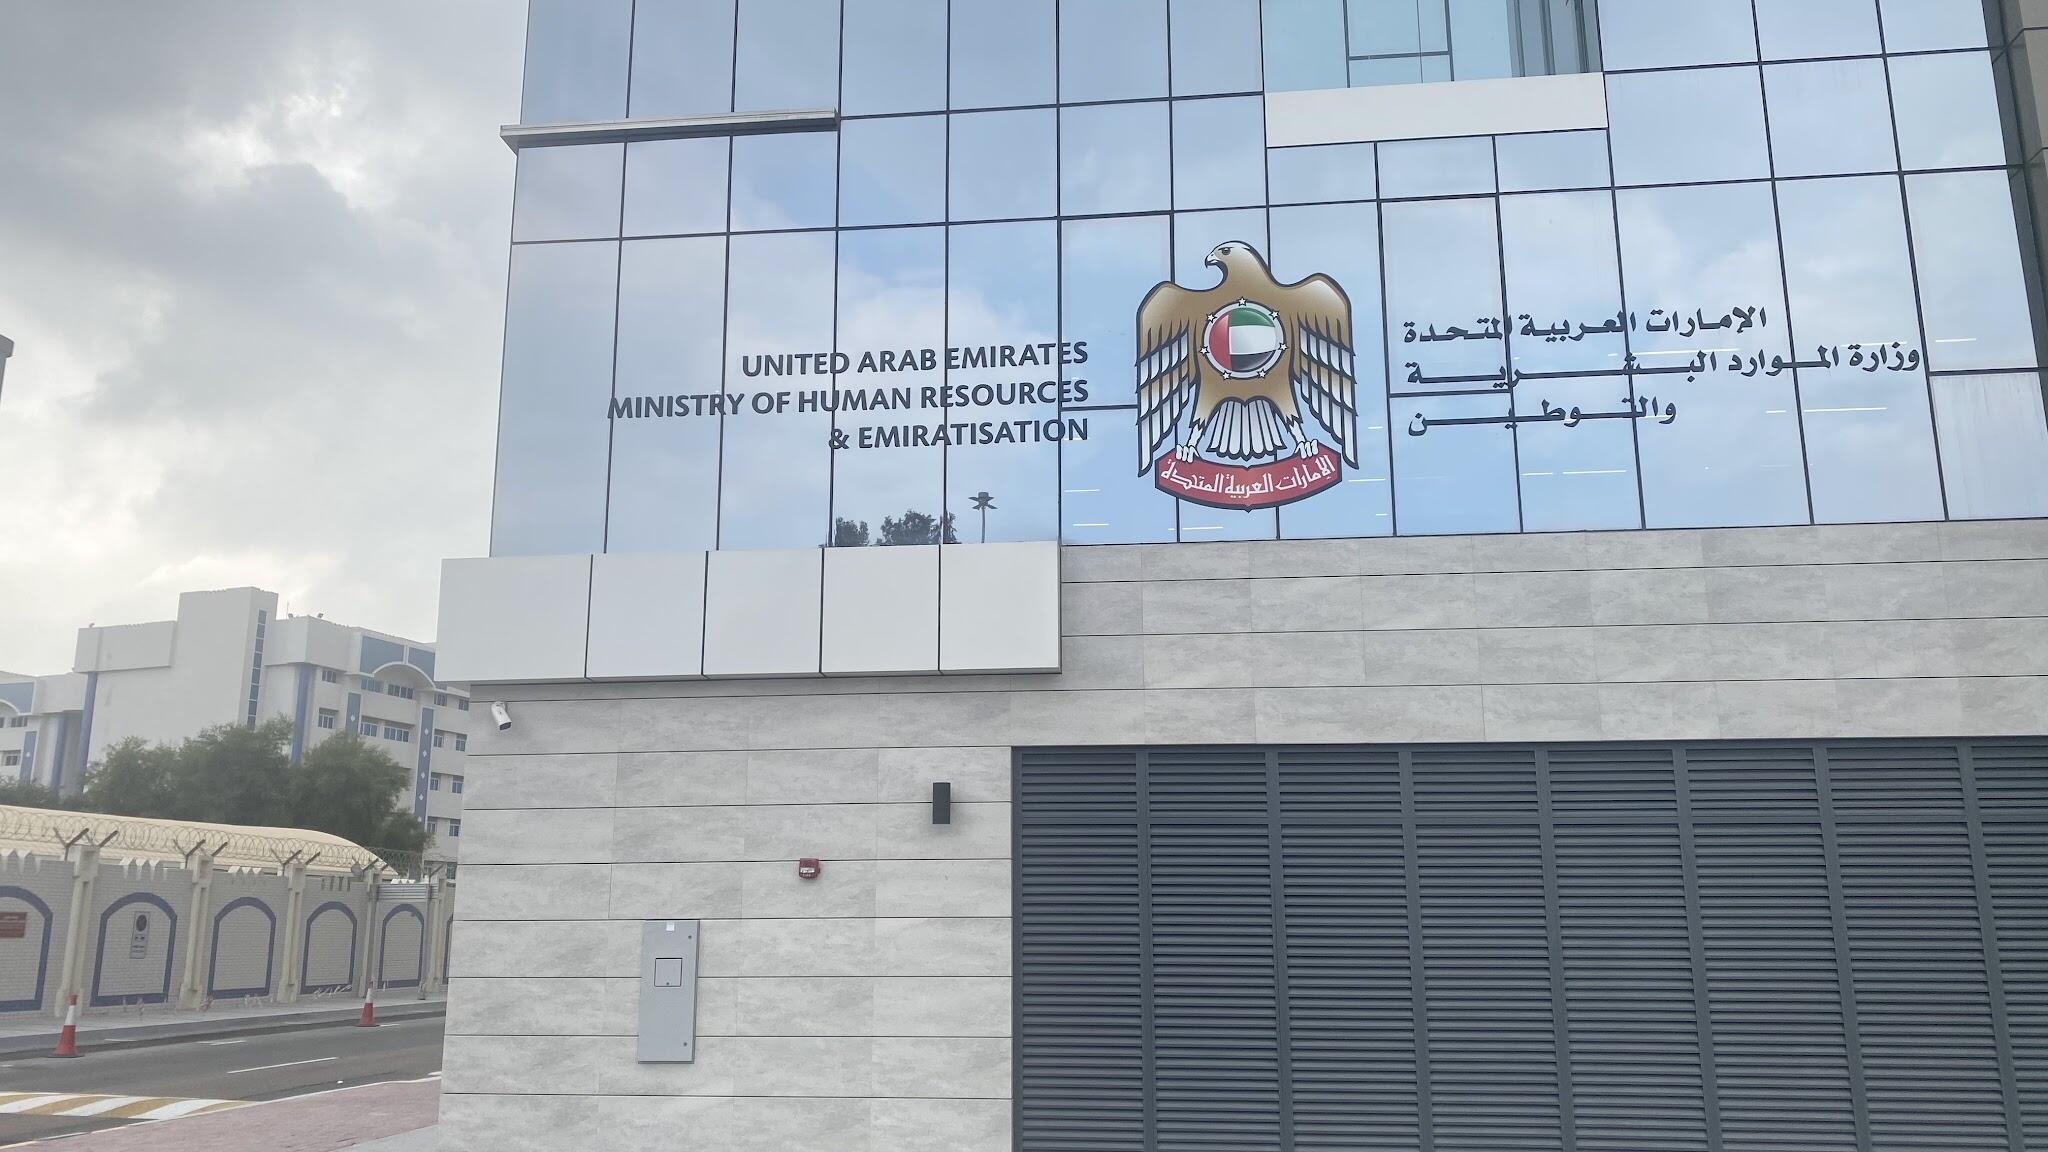 UNITED ARAB EMIRATES
MINISTRY OF HUMAN RESOURCES
& EMIRATISATION
الإمارات العربية المتحدة
الإمارات العربية المتحدة
وزارة الموارد البشرية
والتوطين